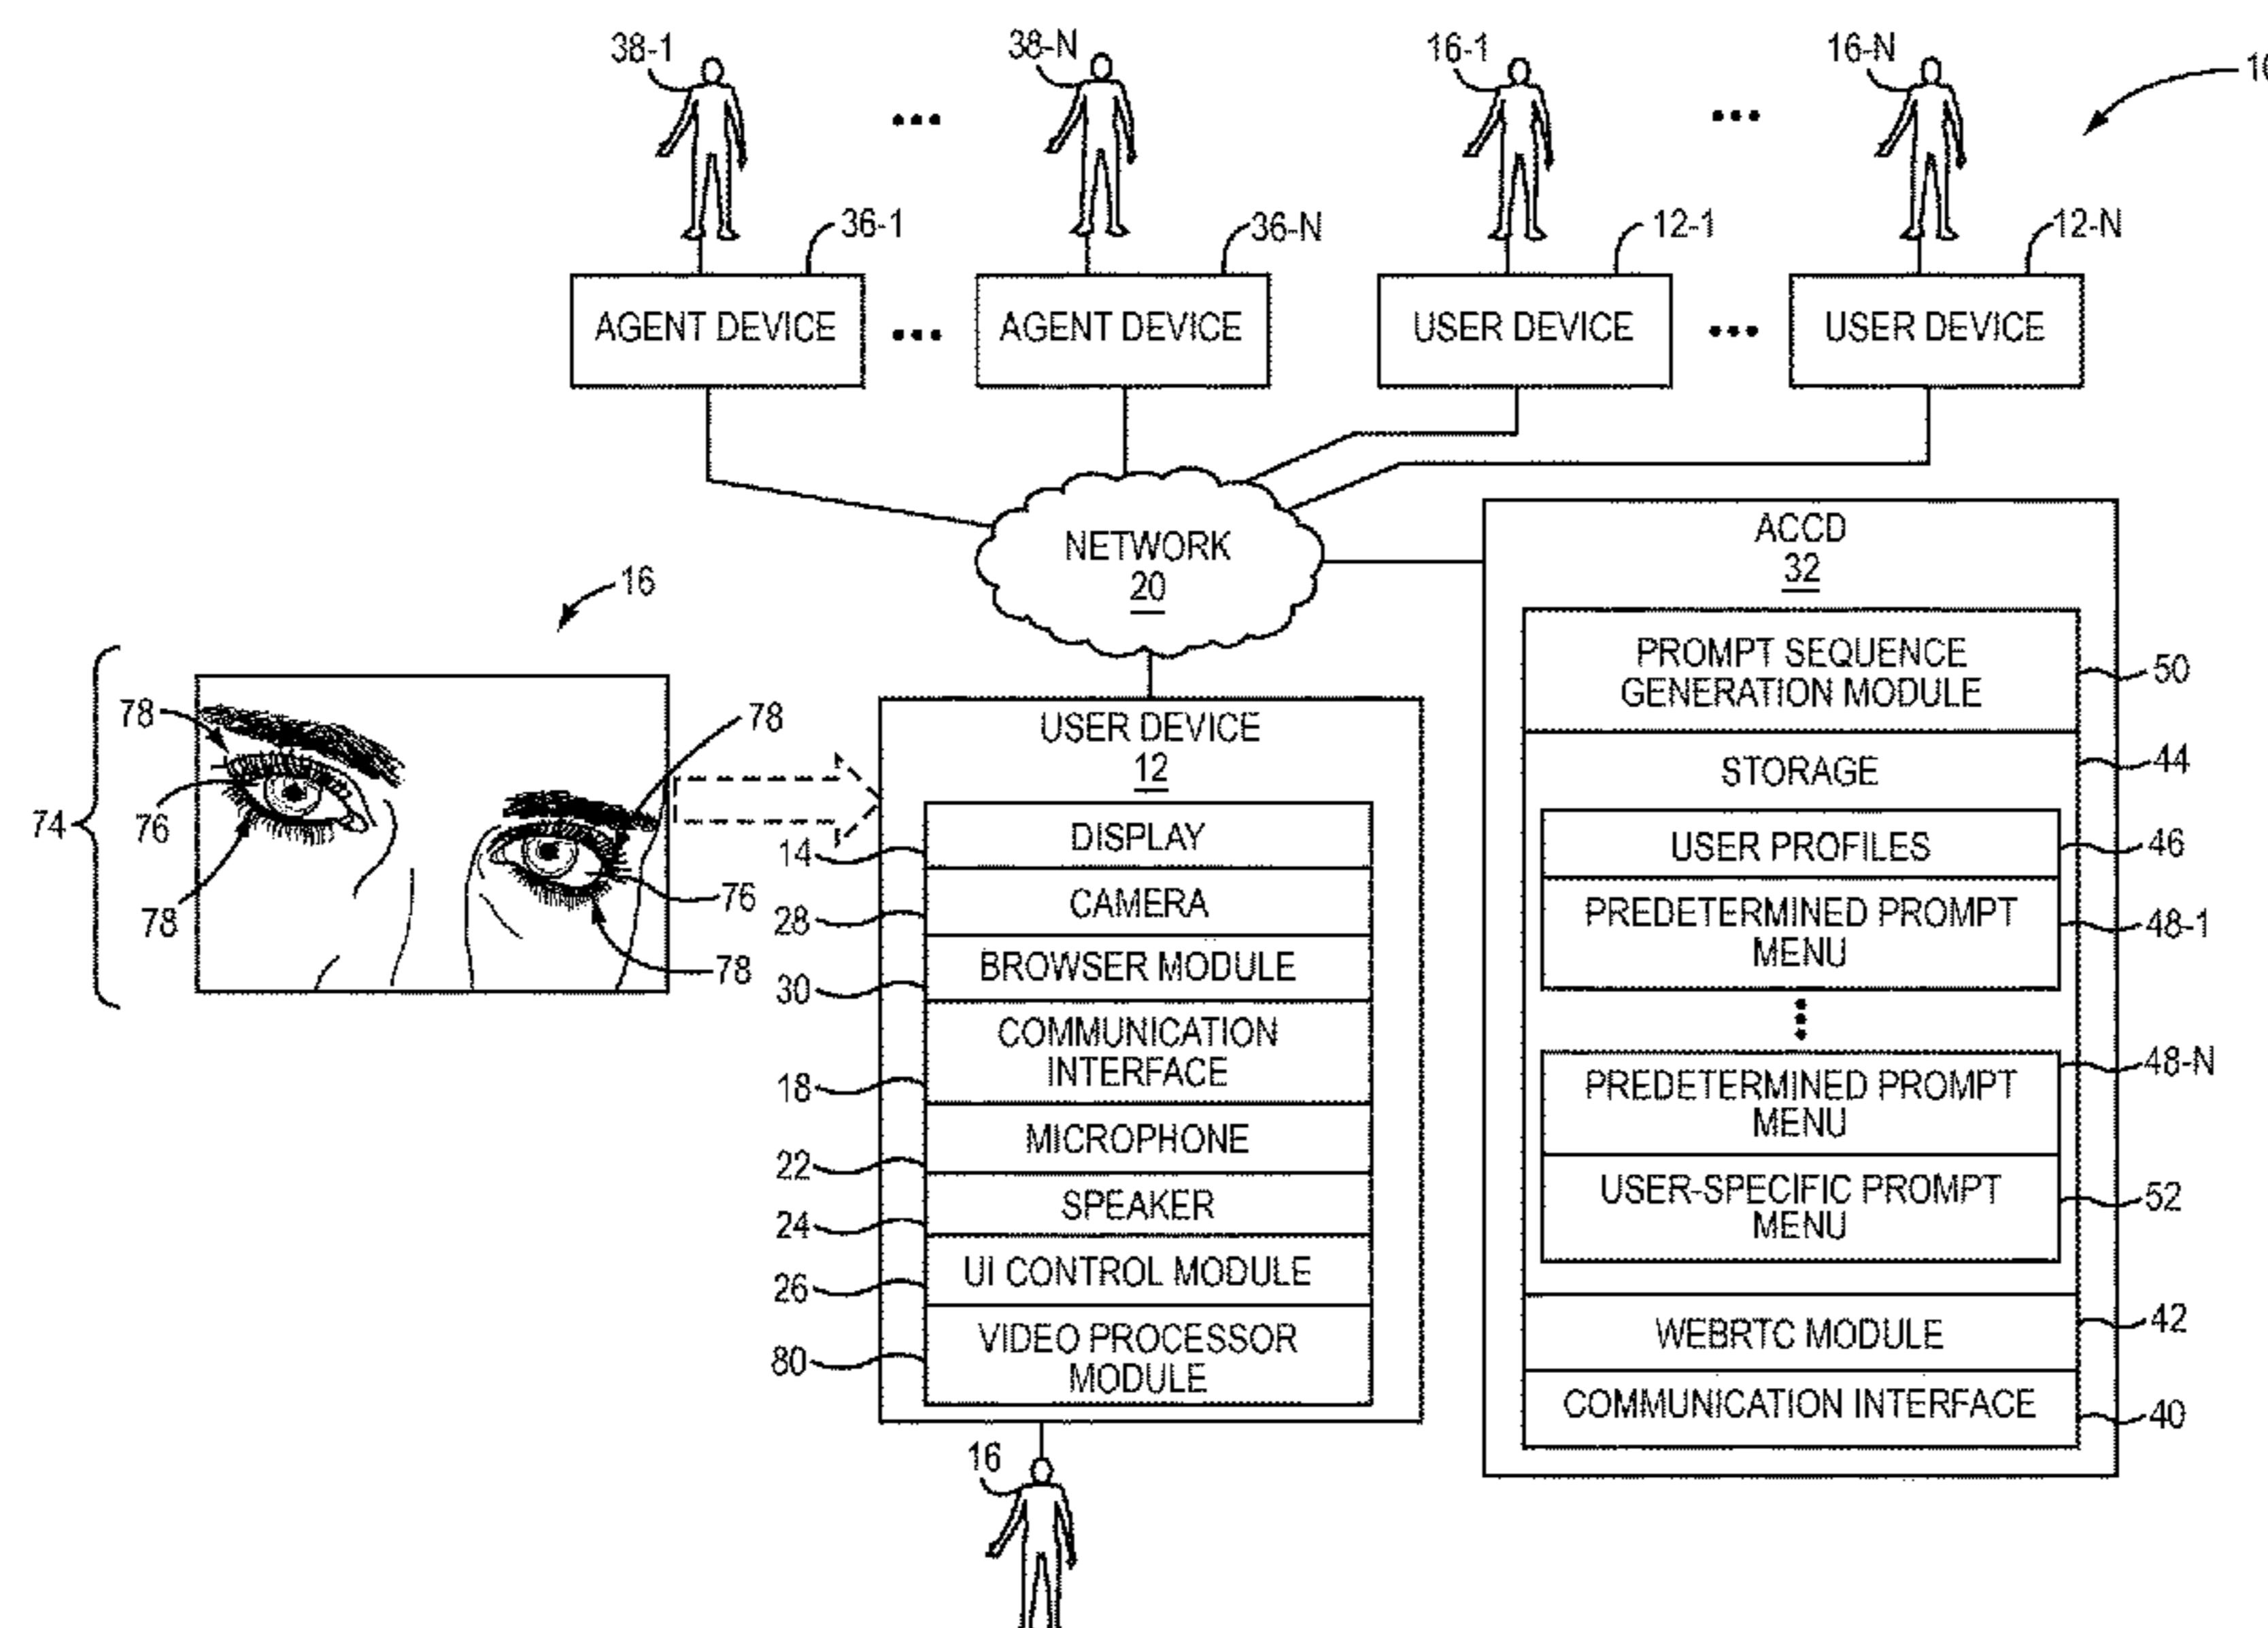 38-1
38-N
16-1
16-N
36-1
36-N
12-1
12-N
AGENT DEVICE
AGENT DEVICE
USER DEVICE
USER DEVICE
NETWORK
20
16
74
78
76
78
78
76
78
USER DEVICE
12
DISPLAY
14
CAMERA
28
BROWSER MODULE
30
COMMUNICATION
INTERFACE
18
MICROPHONE
22
SPEAKER
24
UI CONTROL MODULE
26
VIDEO PROCESSOR
MODULE
80
16
ACCD
32
PROMPT SEQUENCE
GENERATION MODULE
50
STORAGE
44
USER PROFILES
46
PREDETERMINED PROMPT
MENU
48-1
48-N
PREDETERMINED PROMPT
MENU
USER-SPECIFIC PROMPT
MENU
52
WEBRTC MODULE
42
COMMUNICATION INTERFACE
40